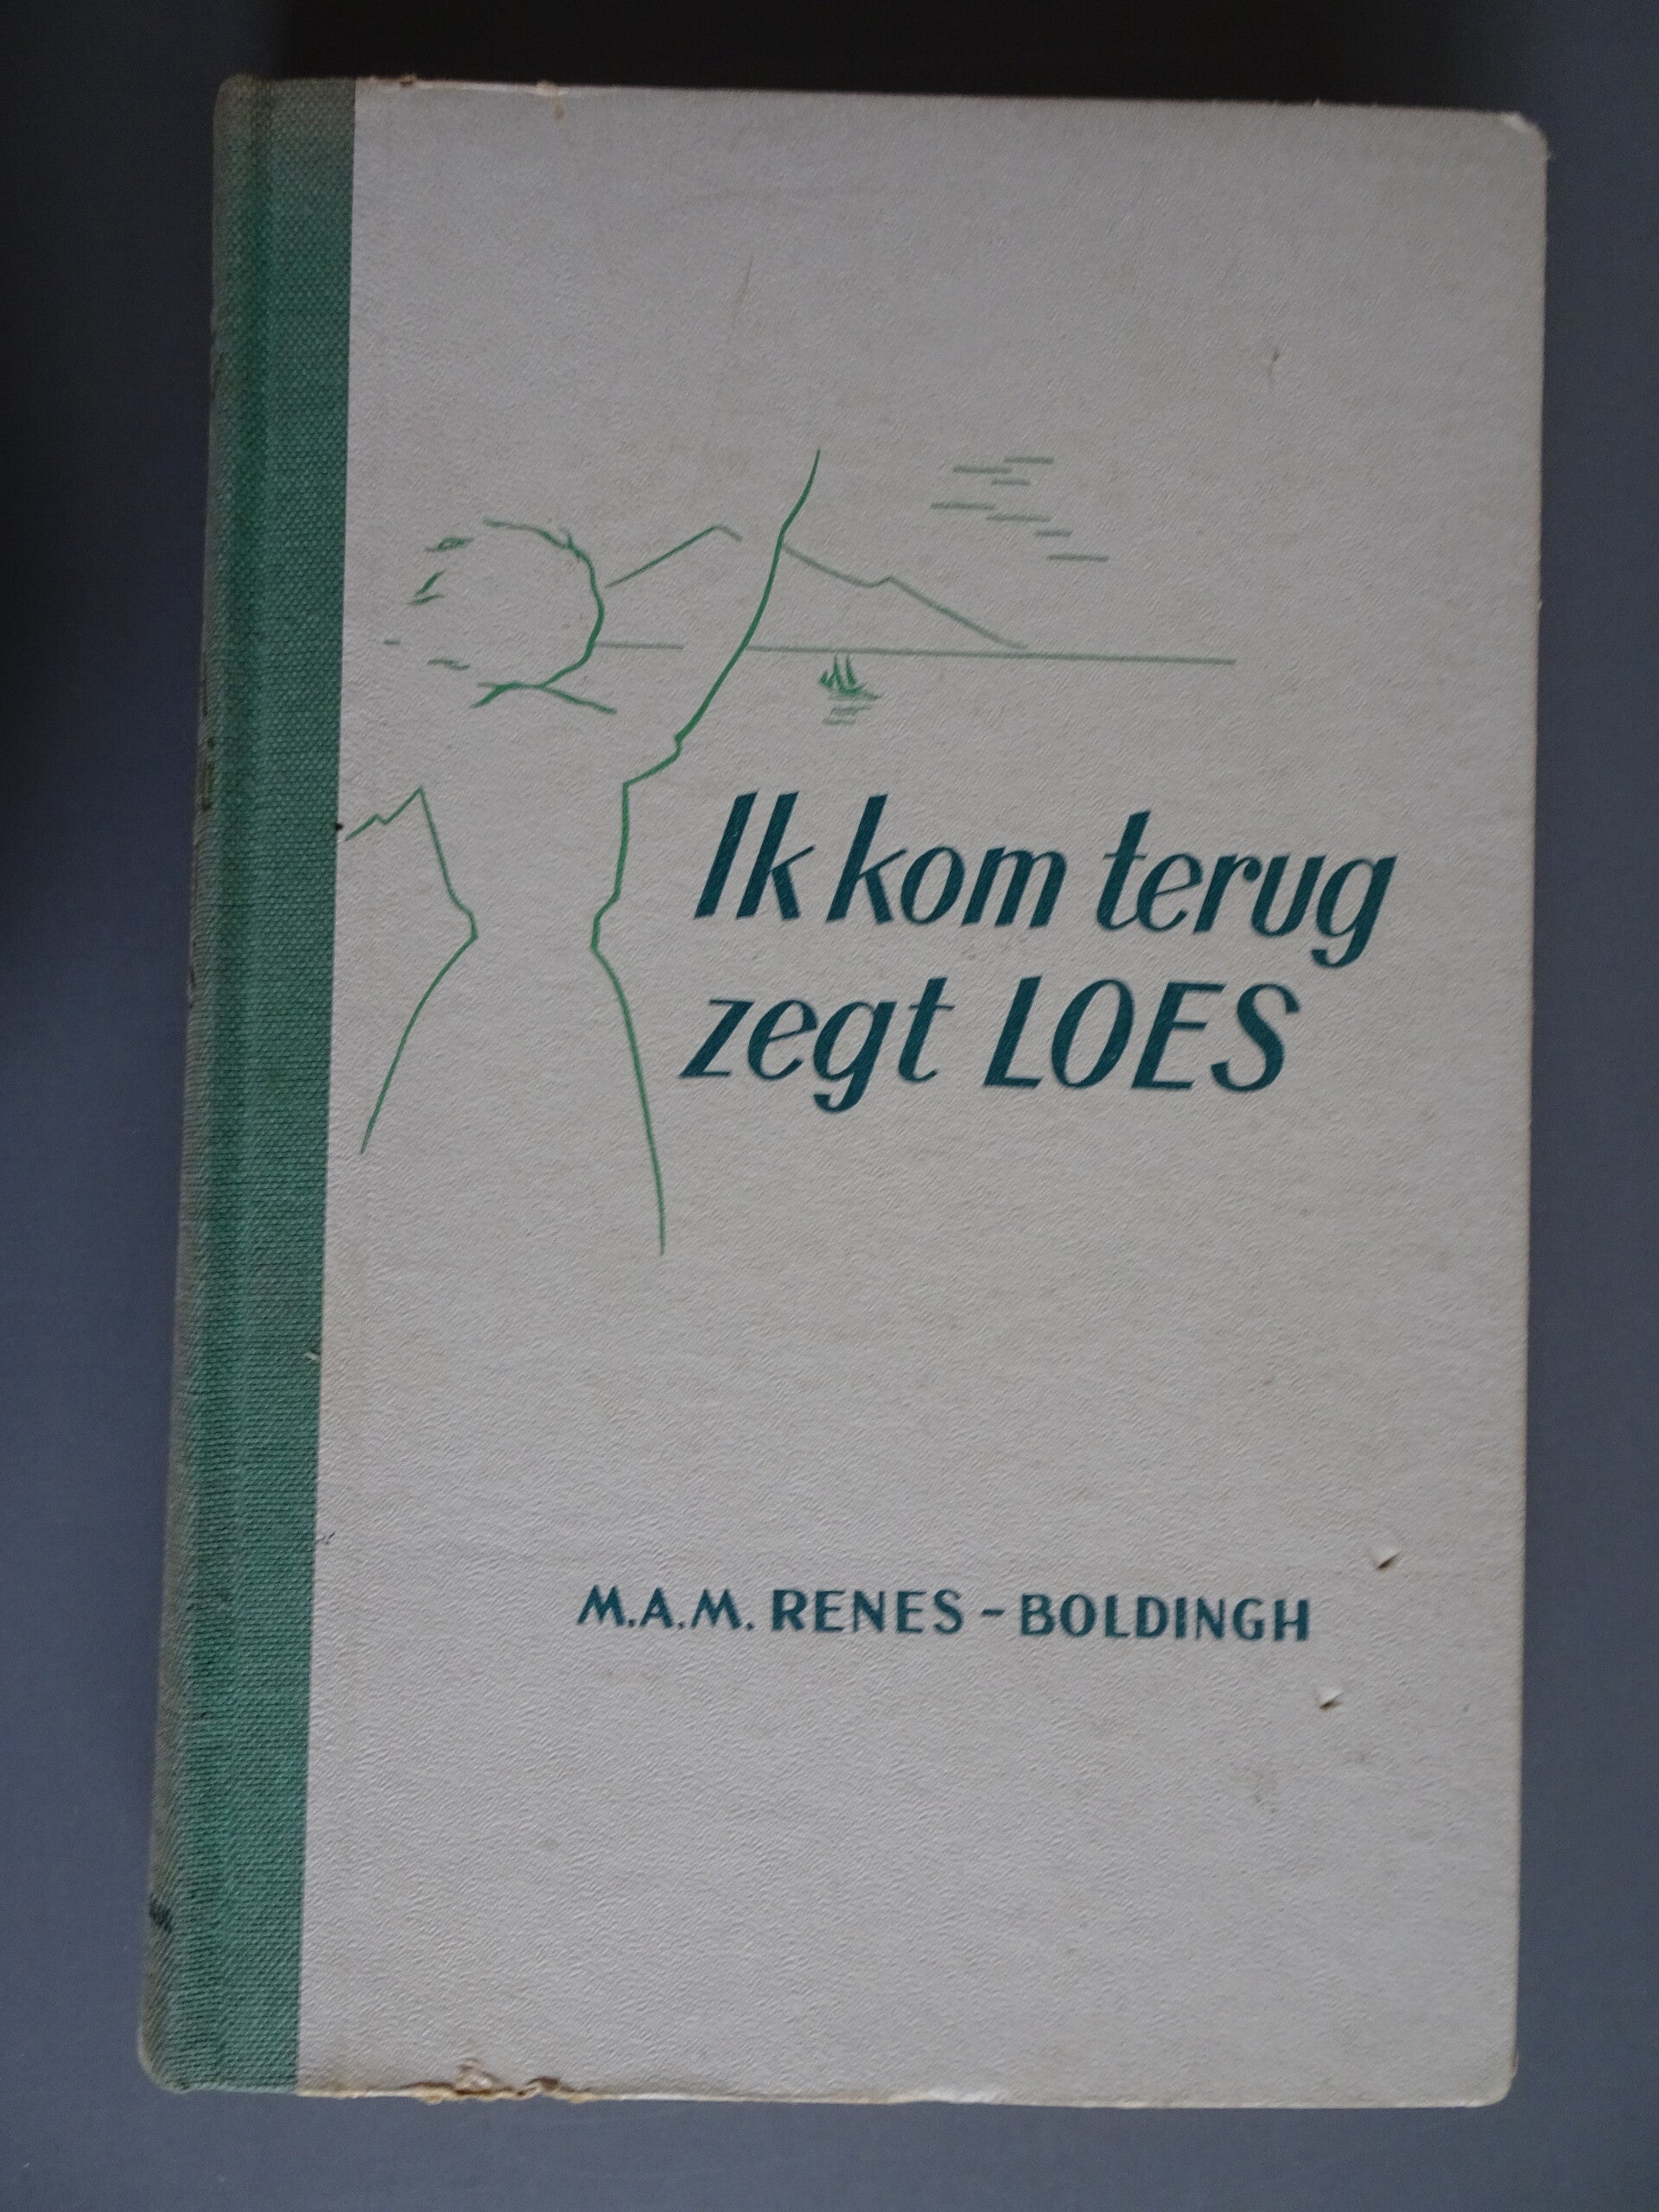 Ik kom terug
zegt LOES
M.A.M. RENES - BOLDINGH